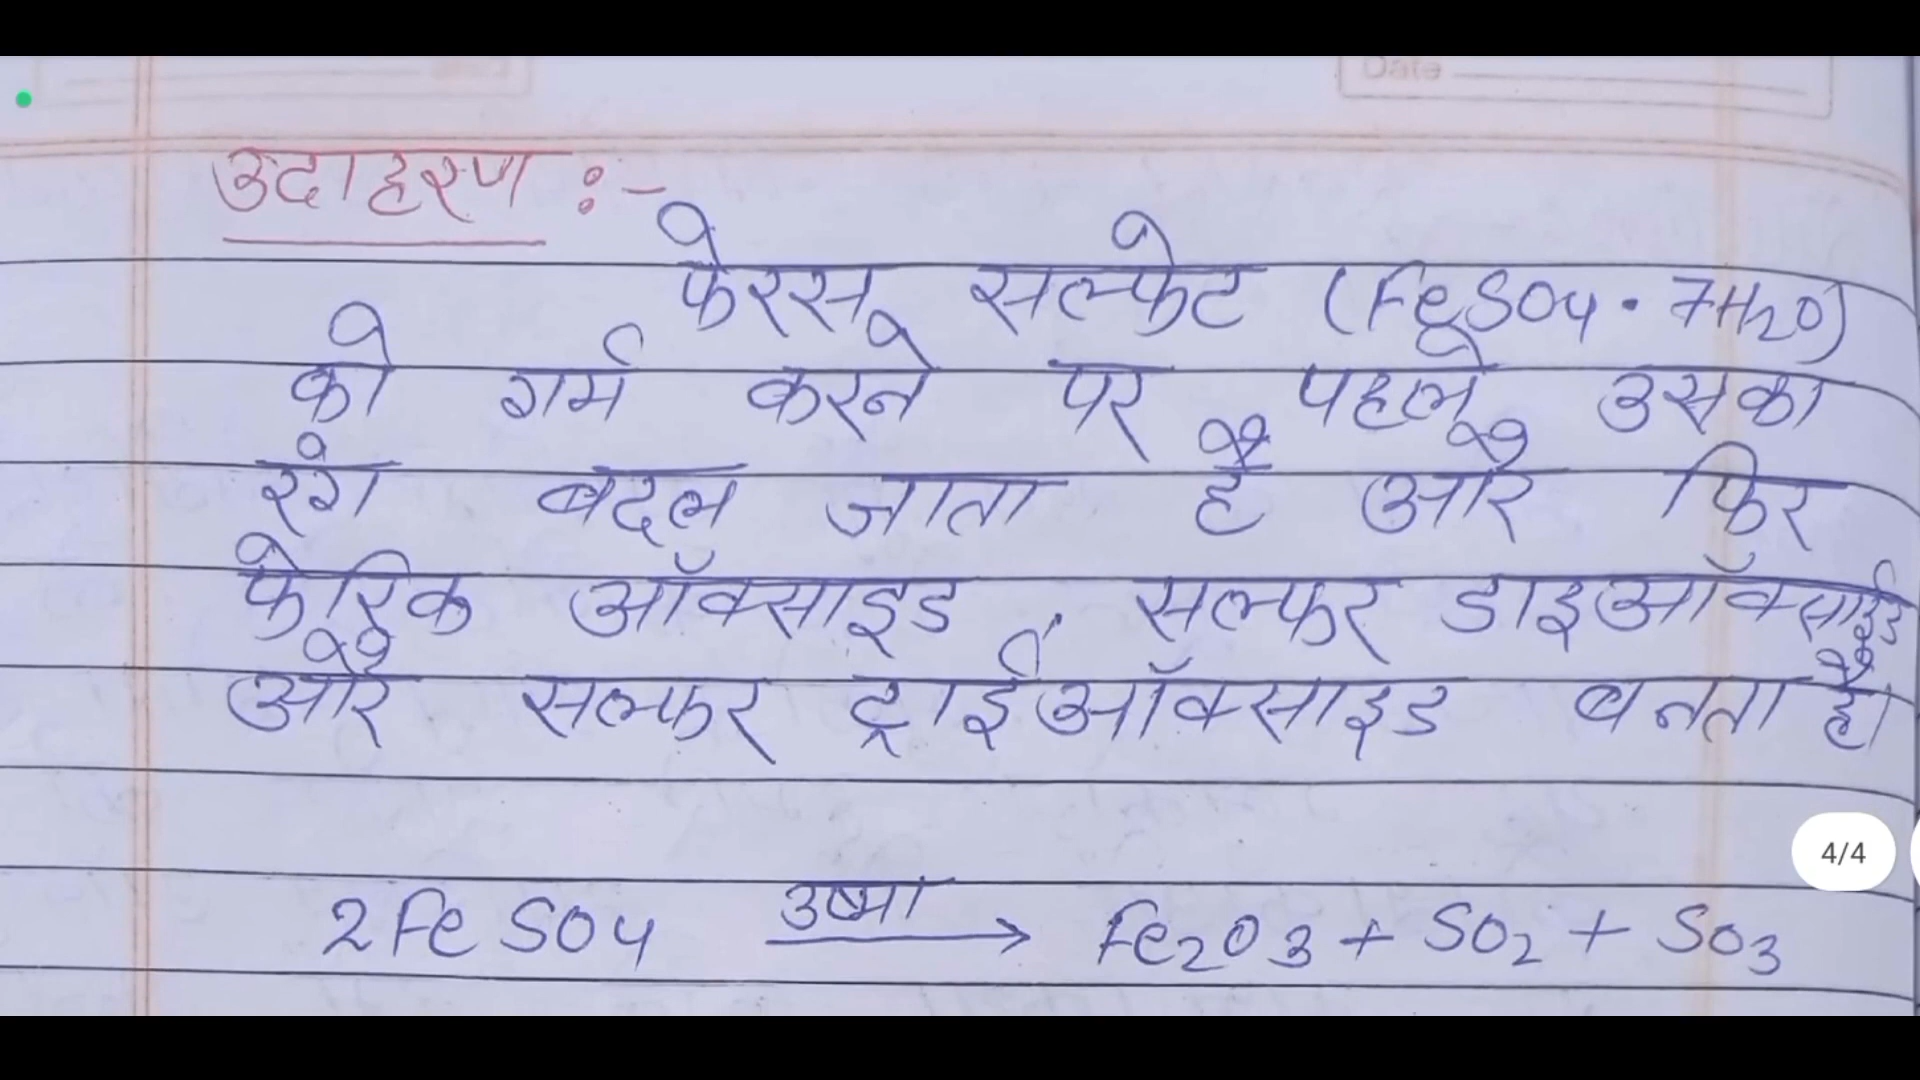 Date
उदाहरण :-
फेरस सल्फेट (FeSO4 · 7H2O)
को गर्म करने पर पहले उसका
रंग बदल जाता है और फिर
फेरिक ऑक्साइड , सल्फर डाइऑक्साइड
और सल्फर ट्राईऑक्साइड बनता है।
4/4
2FeSO4 उष्मा → Fe2O3 + SO2 + SO3